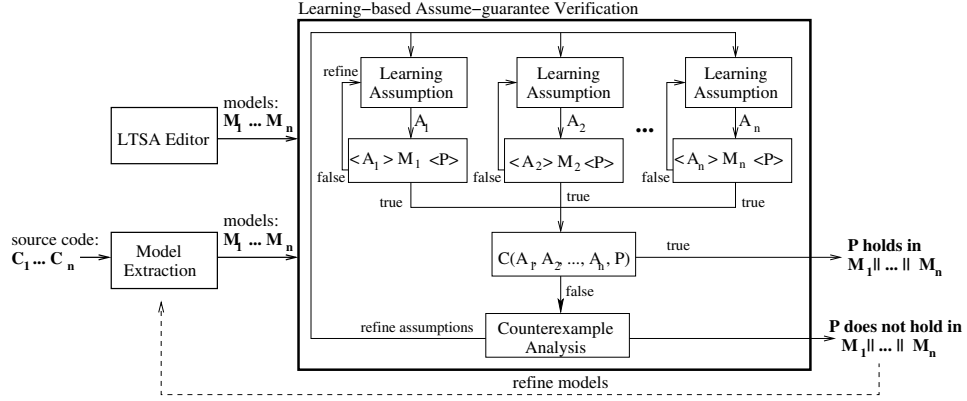 Learning-based Assume-guarantee Verification
refine
Learning
Assumption
Learning
Assumption
Learning
Assumption
A1
A2
...
An
models:
M1 ... Mn
LTSA Editor
< A1 > M1 <P>
< A2 > M2 <P>
< An > Mn <P>
false
false
false
true
true
true
source code:
C1 ... Cn
Model
Extraction
models:
M1 ... Mn
C(A1, A2, ..., An, P)
true
P holds in
M1 || ... || Mn
false
refine assumptions
Counterexample
Analysis
P does not hold in
M1 || ... || Mn
refine models